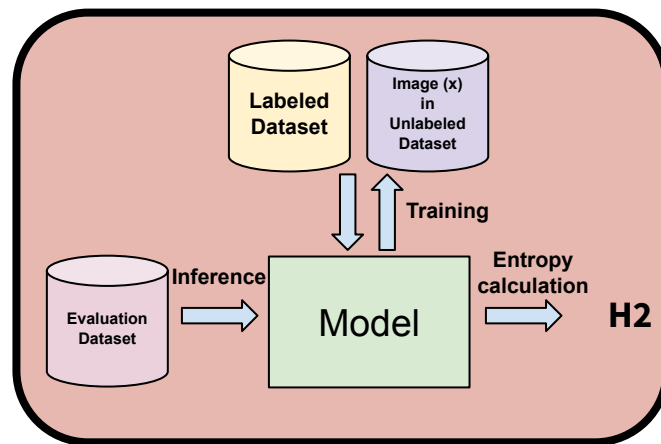 Labeled
Dataset
Image (x)
in
Unlabeled
Dataset
Training
Inference
Entropy
calculation
Evaluation
Dataset
Model
H2